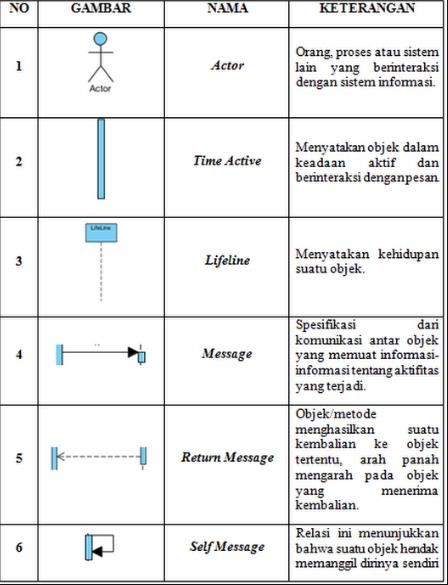 NO GAMBAR NAMA KETERANGAN
1
Actor
Actor
Orang, proses atau sistem
lain yang berinteraksi
dengan sistem informasi.
2
Time Active
Menyatakan objek dalam
keadaan aktif dan
berinteraksi denganpesan.
3
LifeLine
Lifeline
Menyatakan kehidupan
suatu objek.
4
Message
Spesifikasi dari
komunikasi antar objek
yang memuat informasi-
informasi tentang aktifitas
yang terjadi.
5
Return Message
Objek/metode
menghasilkan suatu
kembalian ke objek
tertentu, arah panah
mengarah pada objek
yang menerima
kembalian.
6
Self Message
Relasi ini menunjukkan
bahwa suatu objek hendak
memanggil dirinya sendiri